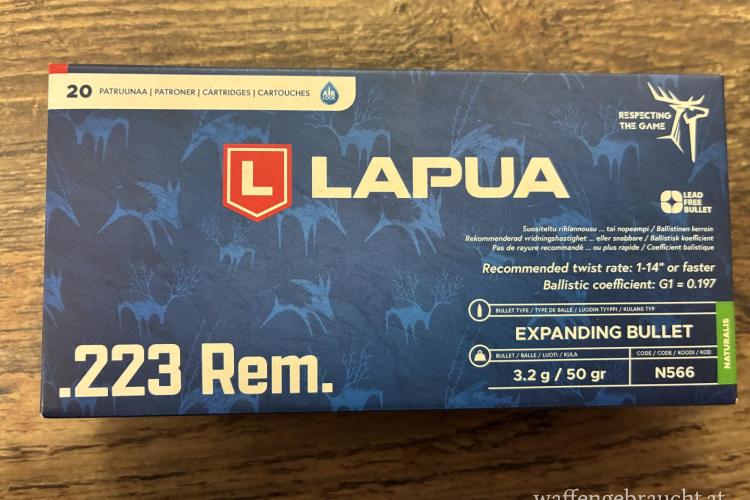 20 PATRUUNAA | PATRONER | CARTRIDGES | CARTOUCHES
AIR
LOCK
RESPECTING
THE GAME
L LAPUA
LEAD
FREE
BULLET
Suositeltu rihlannousu ... tai nopeampi / Ballistinen kerroin
Rekommenderad vridningshastighet ... eller snabbare / Ballistisk koefficient
Pas de rayure recommandé ... ou plus rapide / Coefficient balistique
Recommended twist rate: 1-14" or faster
Ballistic coefficient: G1 = 0.197
BULLET TYPE / TYPE DE BALLE / LUODIN TYYPPI / KULANS TYP
EXPANDING BULLET
NATURALIS
BULLET / BALLE / LUOTI / KULA
CODE / CODE / KOODI / KOD
3.2 g / 50 gr
N566
.223 Rem.
waffengebraucht.at